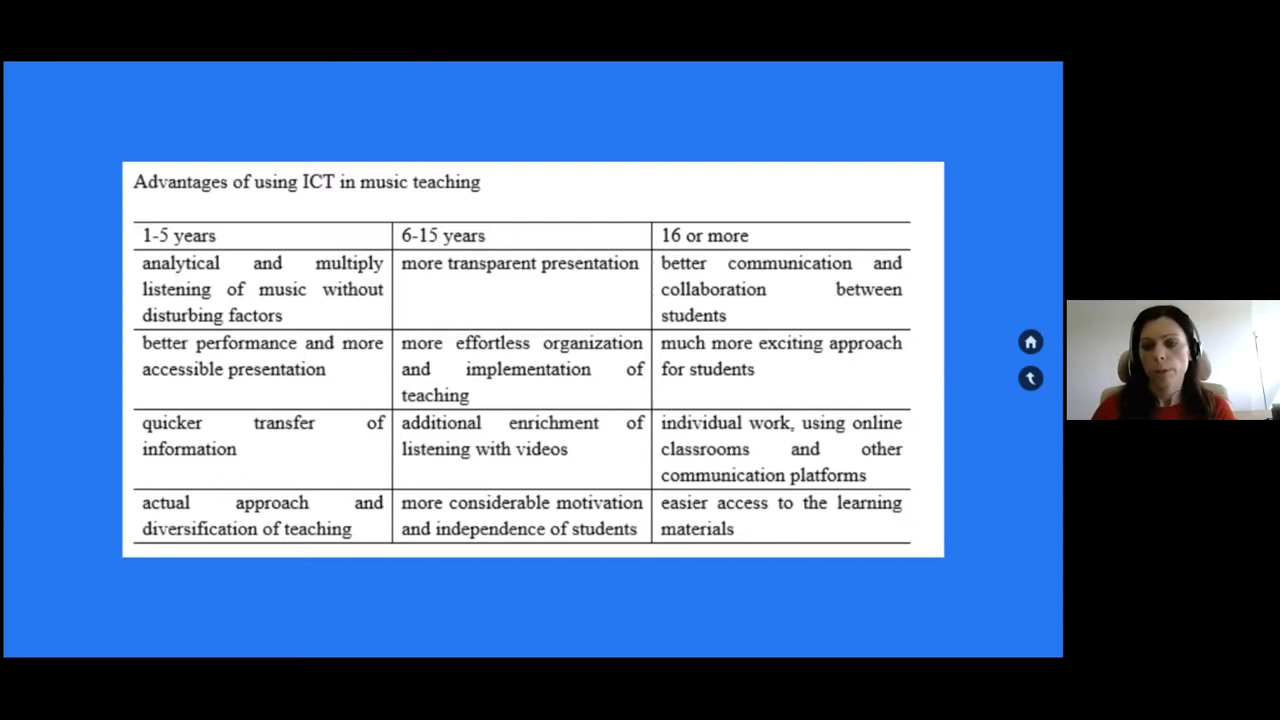 Advantages of using ICT in music teaching
1-5 years
6-15 years
16 or more
analytical and multiply
listening of music without
disturbing factors
more transparent presentation
better communication and
collaboration between
students
better performance and more
accessible presentation
more effortless organization
and implementation of
teaching
much more exciting approach
for students
quicker transfer of
information
additional enrichment of
listening with videos
individual work, using online
classrooms and other
communication platforms
actual approach and
diversification of teaching
more considerable motivation
and independence of students
easier access to the learning
materials